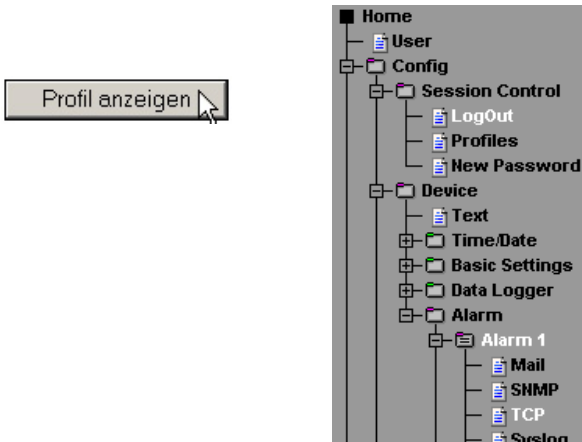 Profil anzeigen
Home
User
Config
Session Control
LogOut
Profiles
New Password
Device
Text
Time/Date
Basic Settings
Data Logger
Alarm
Alarm 1
Mail
SNMP
TCP
Syslog